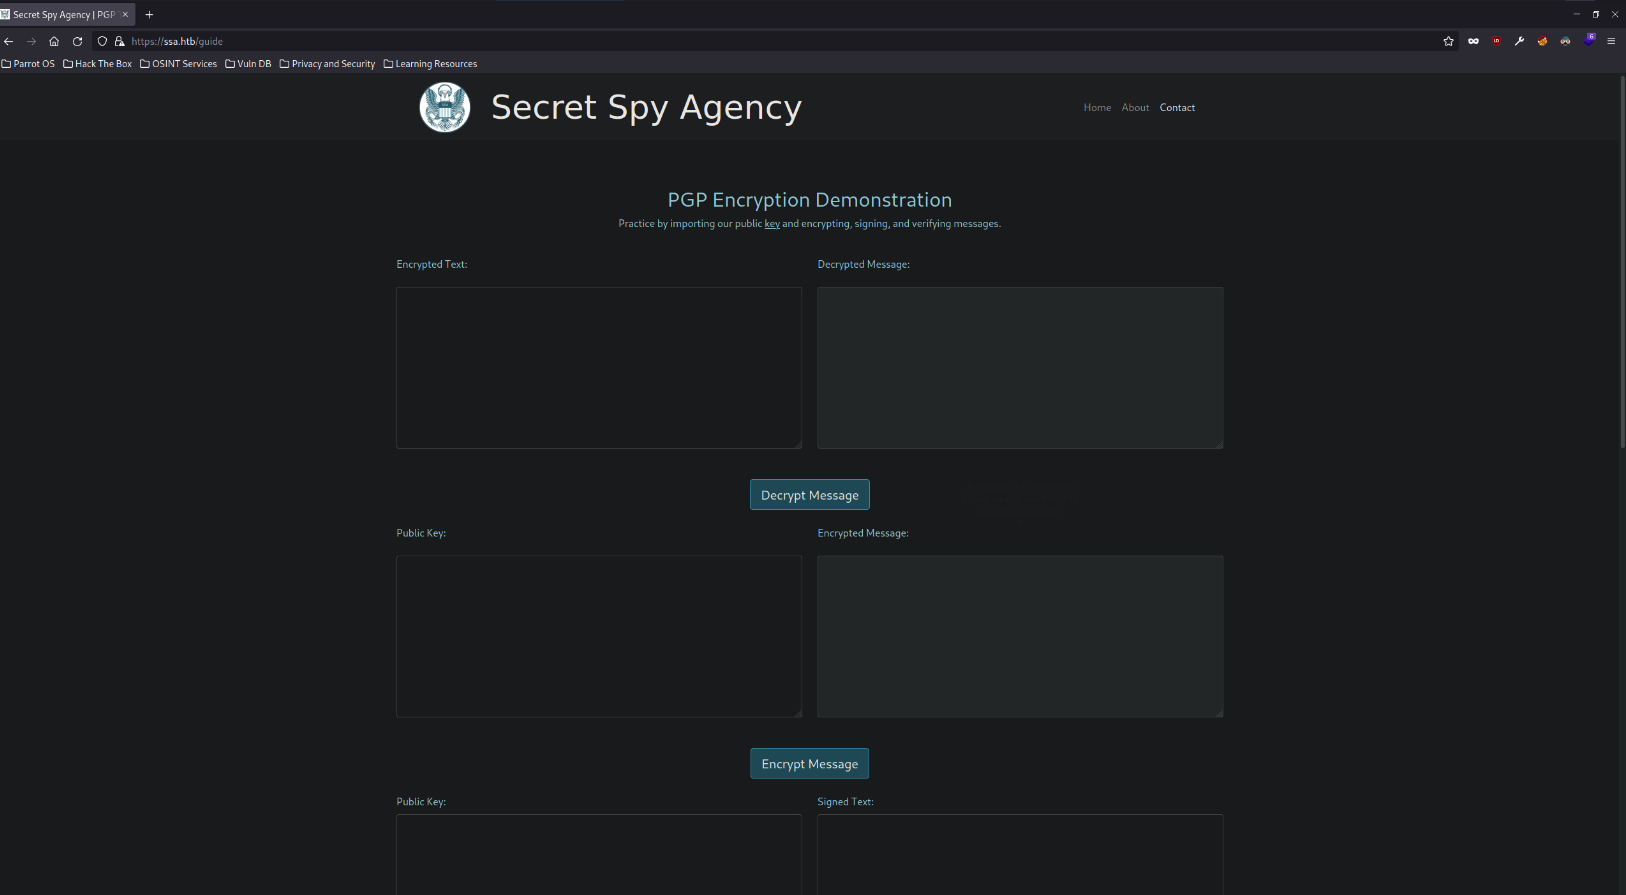 Secret Spy Agency | PGP
https://ssa.htb/guide
Parrot OS Hack The Box OSINT Services Vuln DB Privacy and Security Learning Resources
Secret Spy Agency
Home About Contact
PGP Encryption Demonstration
Practice by importing our public key and encrypting, signing, and verifying messages.
Encrypted Text: Decrypted Message:
Decrypt Message
Public Key: Encrypted Message:
Encrypt Message
Public Key: Signed Text: